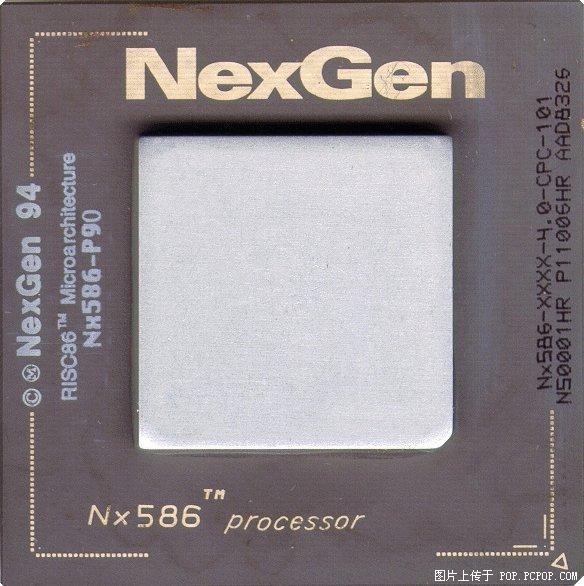 NexGen
© Ⓜ NexGen 94
RISC86™ Microarchitecture
Nx586-P90
Nx586-XXXX-4.0-CPC-101
N50001HR P11006HR AAD8326
Nx586™ processor
图片上传于 POP.PCPOP.COM